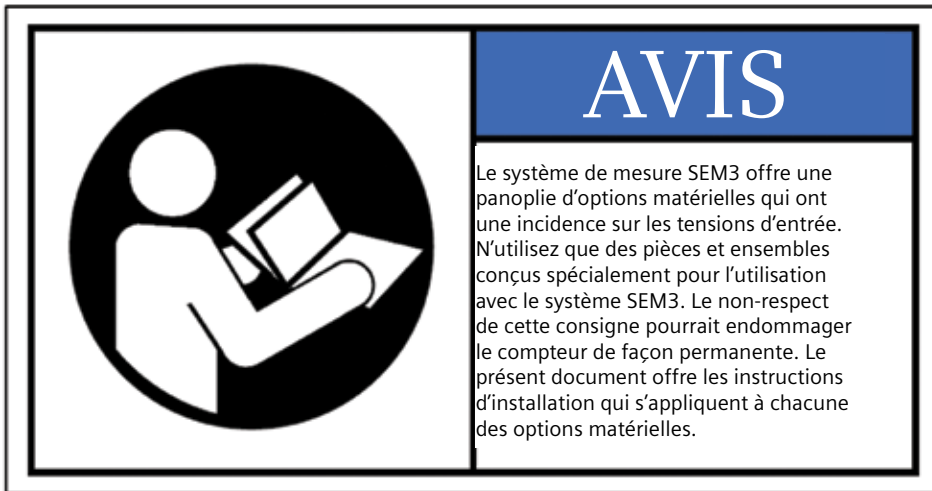 AVIS
Le système de mesure SEM3 offre une
panoplie d'options matérielles qui ont
une incidence sur les tensions d'entrée.
N'utilisez que des pièces et ensembles
conçus spécialement pour l'utilisation
avec le système SEM3. Le non-respect
de cette consigne pourrait endommager
le compteur de façon permanente. Le
présent document offre les instructions
d'installation qui s'appliquent à chacune
des options matérielles.